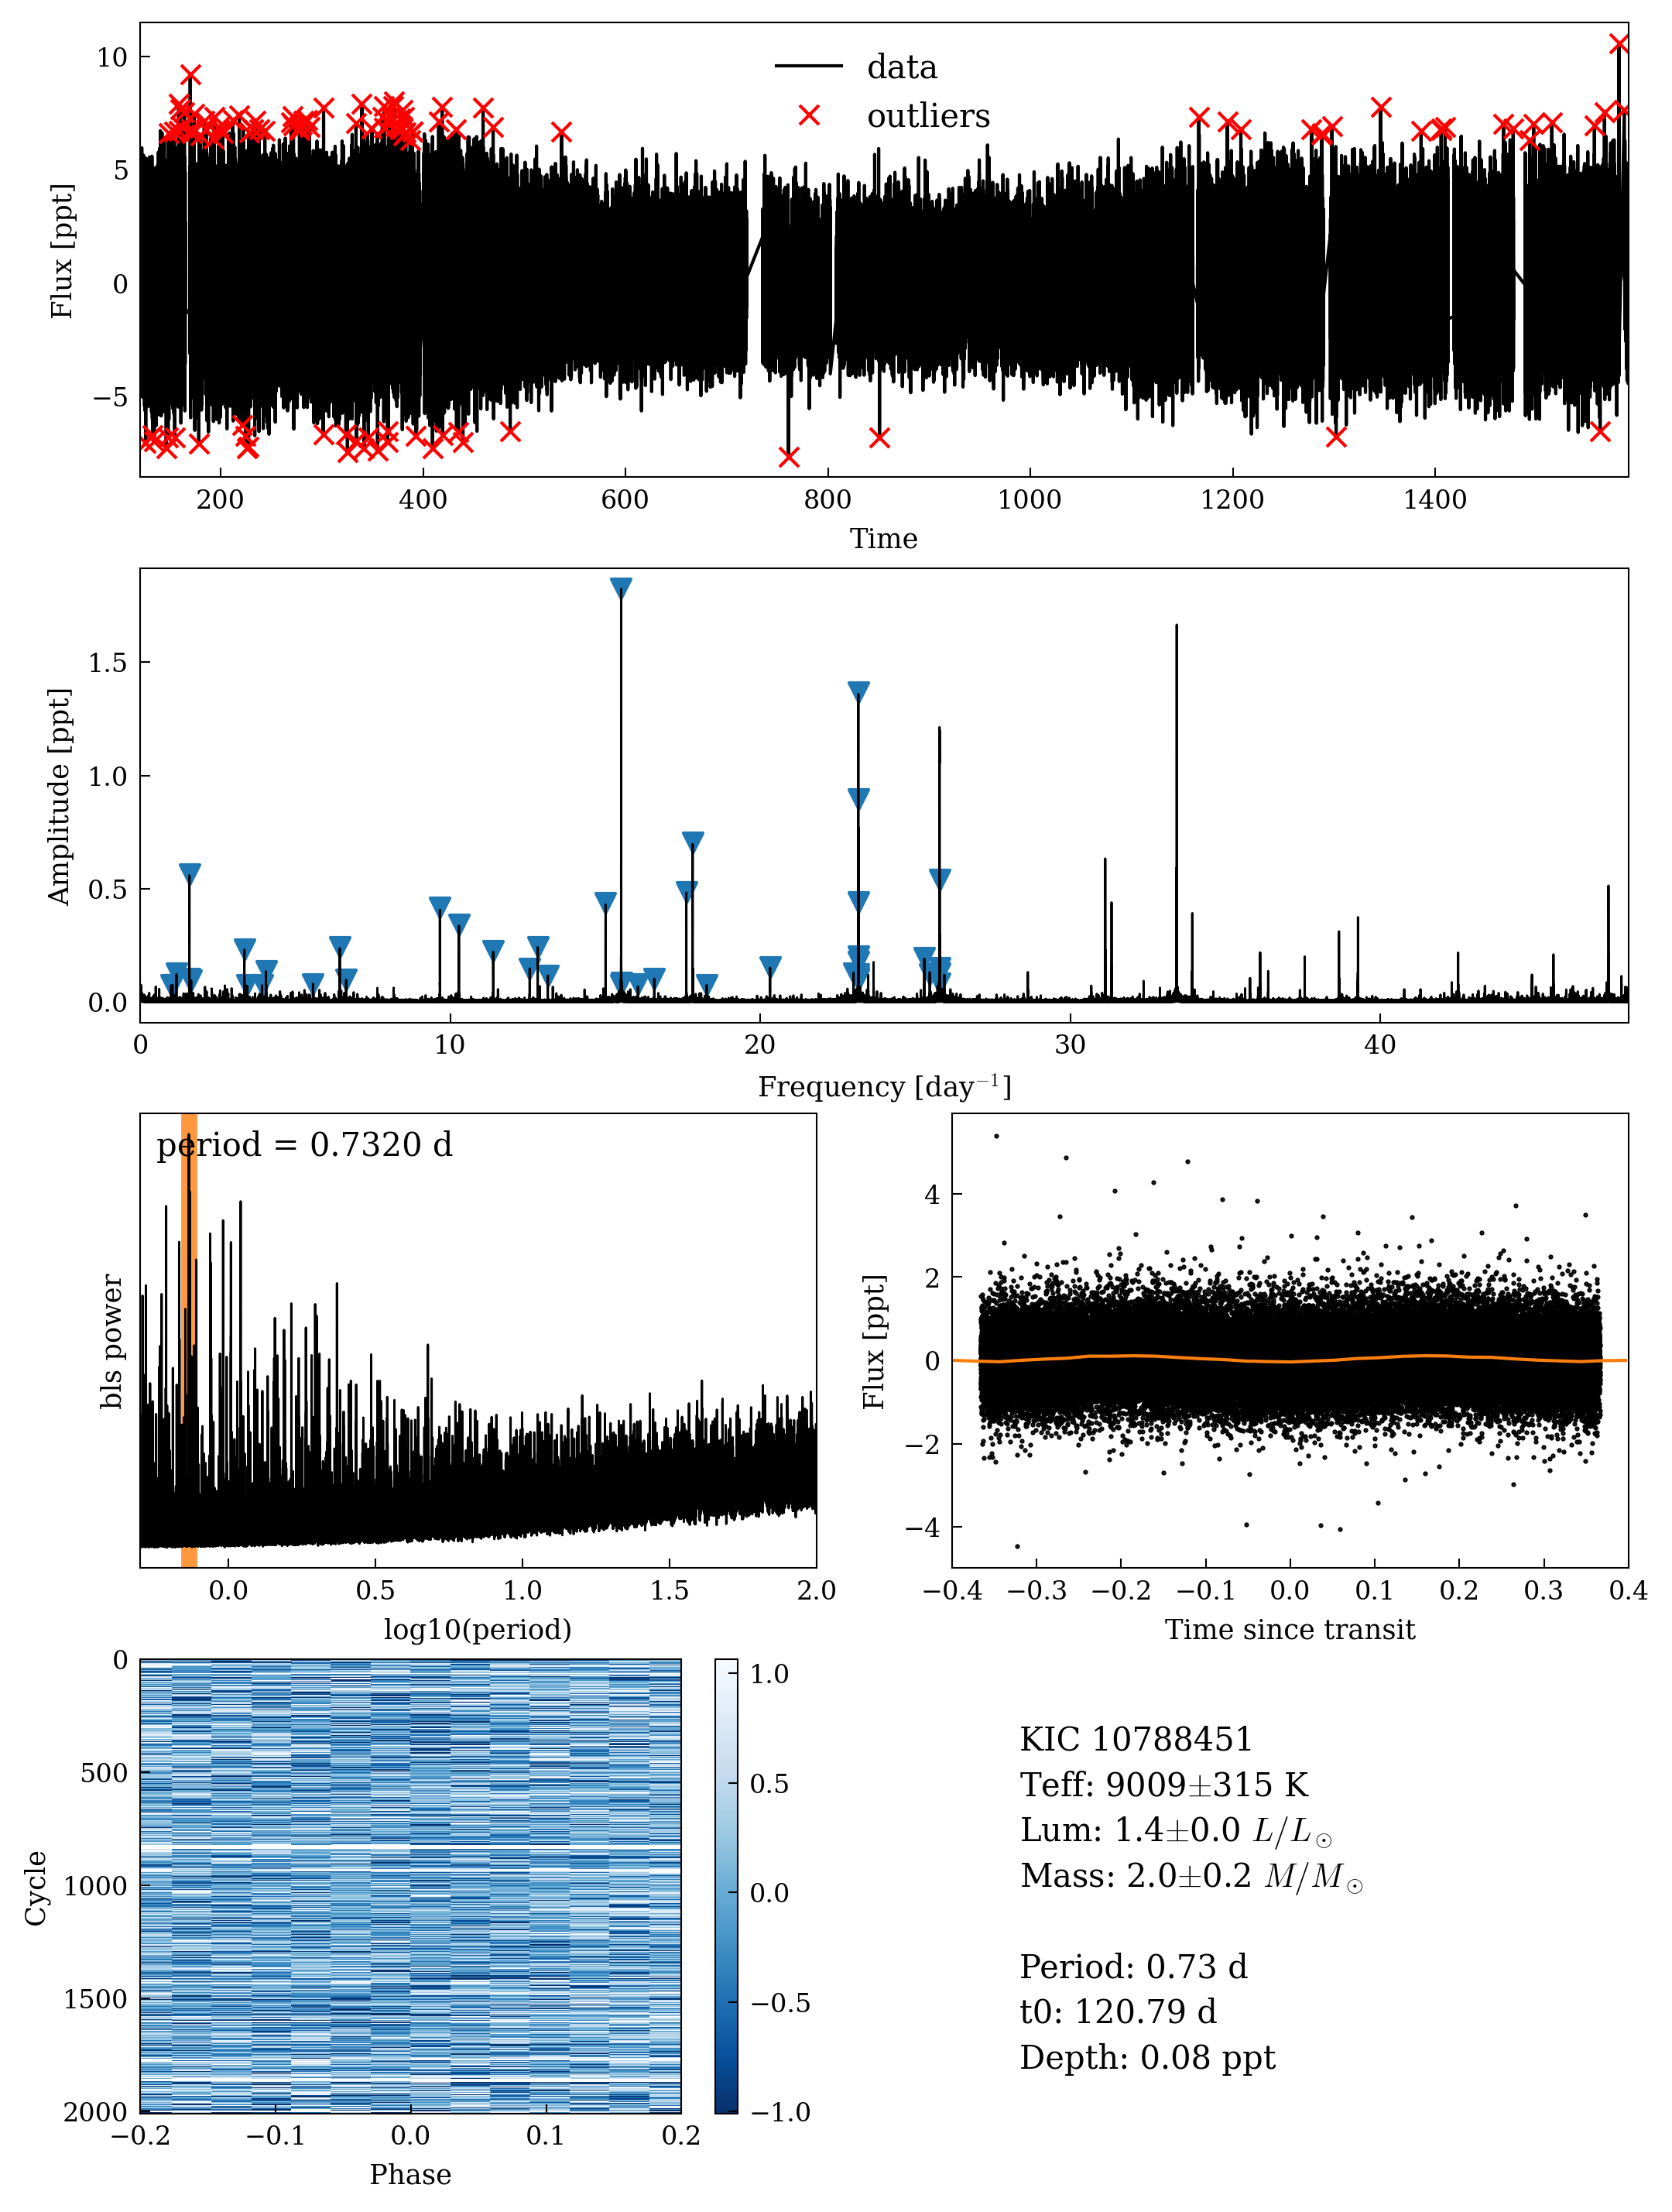 10
5
0
−5
Flux [ppt]
data
outliers
200
400
600
800
1000
1200
1400
Time
1.5
1.0
0.5
0.0
Amplitude [ppt]
0
10
20
30
40
Frequency [day⁻¹]
period = 0.7320 d
bls power
0.0
0.5
1.0
1.5
2.0
log10(period)
4
2
0
−2
−4
Flux [ppt]
−0.4
−0.3
−0.2
−0.1
0.0
0.1
0.2
0.3
0.4
Time since transit
0
500
1000
1500
2000
Cycle
−0.2
−0.1
0.0
0.1
0.2
Phase
1.0
0.5
0.0
−0.5
−1.0
KIC 10788451
Teff: 9009±315 K
Lum: 1.4±0.0 L/L⊙
Mass: 2.0±0.2 M/M⊙
Period: 0.73 d
t0: 120.79 d
Depth: 0.08 ppt